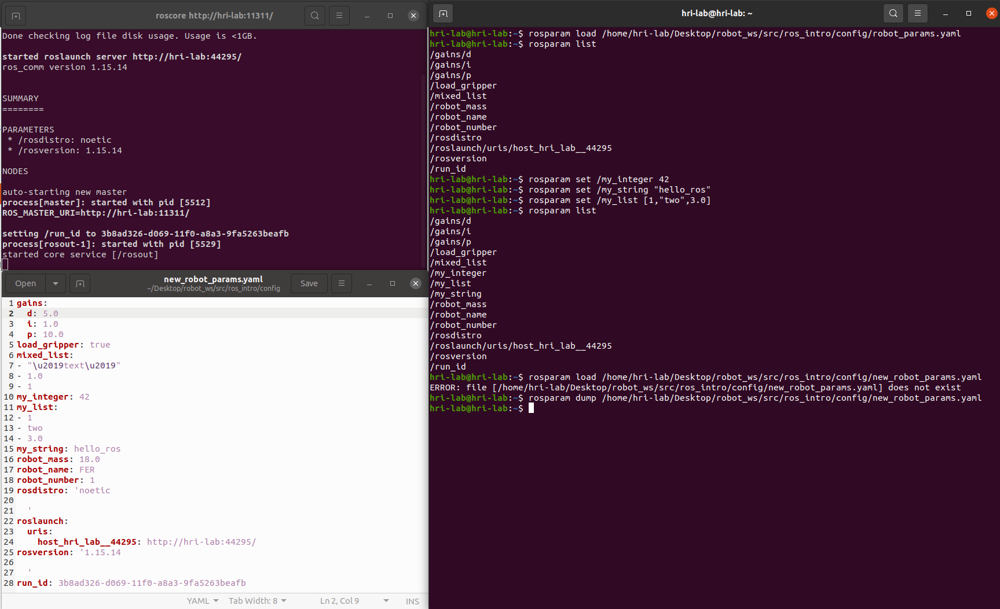 roscore http://hri-lab:11311/
Done checking log file disk usage. Usage is <1GB.
started roslaunch server http://hri-lab:44295/
ros_comm version 1.15.14
SUMMARY
========
PARAMETERS
 * /rosdistro: noetic
 * /rosversion: 1.15.14
NODES
auto-starting new master
process[master]: started with pid [5512]
ROS_MASTER_URI=http://hri-lab:11311/
setting /run_id to 3b8ad326-d069-11f0-a8a3-9fa5263beafb
process[rosout-1]: started with pid [5529]
started core service [/rosout]
Open
new_robot_params.yaml
~/Desktop/robot_ws/src/ros_intro/config
Save
1 gains:
2   d: 5.0
3   i: 1.0
4   p: 10.0
5 load_gripper: true
6 mixed_list:
7 - "\u2019text\u2019"
8 - 1.0
9 - 1
10 my_integer: 42
11 my_list:
12 - 1
13 - two
14 - 3.0
15 my_string: hello_ros
16 robot_mass: 18.0
17 robot_name: FER
18 robot_number: 1
19 rosdistro: 'noetic
20
21   '
22 roslaunch:
23   uris:
24     host_hri_lab__44295: http://hri-lab:44295/
25 rosversion: '1.15.14
26
27   '
28 run_id: 3b8ad326-d069-11f0-a8a3-9fa5263beafb
YAML
Tab Width: 8
Ln 2, Col 9
INS
hri-lab@hri-lab: ~
hri-lab@hri-lab:~$ rosparam load /home/hri-lab/Desktop/robot_ws/src/ros_intro/config/robot_params.yaml
hri-lab@hri-lab:~$ rosparam list
/gains/d
/gains/i
/gains/p
/load_gripper
/mixed_list
/robot_mass
/robot_name
/robot_number
/rosdistro
/roslaunch/uris/host_hri_lab__44295
/rosversion
/run_id
hri-lab@hri-lab:~$ rosparam set /my_integer 42
hri-lab@hri-lab:~$ rosparam set /my_string "hello_ros"
hri-lab@hri-lab:~$ rosparam set /my_list [1,"two",3.0]
hri-lab@hri-lab:~$ rosparam list
/gains/d
/gains/i
/gains/p
/load_gripper
/mixed_list
/my_integer
/my_list
/my_string
/robot_mass
/robot_name
/robot_number
/rosdistro
/roslaunch/uris/host_hri_lab__44295
/rosversion
/run_id
hri-lab@hri-lab:~$ rosparam load /home/hri-lab/Desktop/robot_ws/src/ros_intro/config/new_robot_params.yaml
ERROR: file [/home/hri-lab/Desktop/robot_ws/src/ros_intro/config/new_robot_params.yaml] does not exist
hri-lab@hri-lab:~$ rosparam dump /home/hri-lab/Desktop/robot_ws/src/ros_intro/config/new_robot_params.yaml
hri-lab@hri-lab:~$